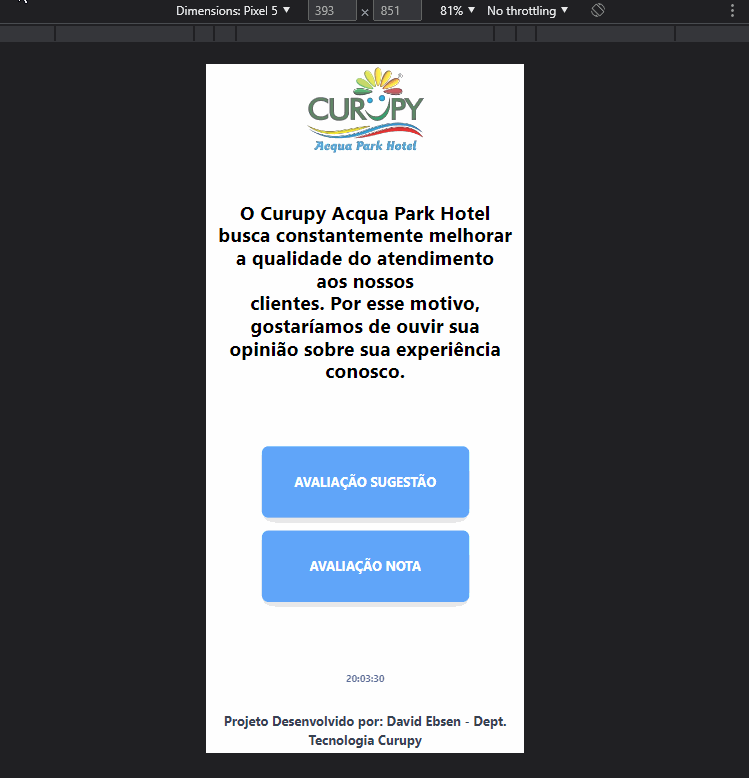 Dimensions: Pixel 5 ▼ 393 x 851 81% ▼ No throttling ▼
CURUPY®
Acqua Park Hotel
O Curupy Acqua Park Hotel
busca constantemente melhorar
a qualidade do atendimento
aos nossos
clientes. Por esse motivo,
gostaríamos de ouvir sua
opinião sobre sua experiência
conosco.
AVALIAÇÃO SUGESTÃO
AVALIAÇÃO NOTA
20:03:30
Projeto Desenvolvido por: David Ebsen - Dept.
Tecnologia Curupy